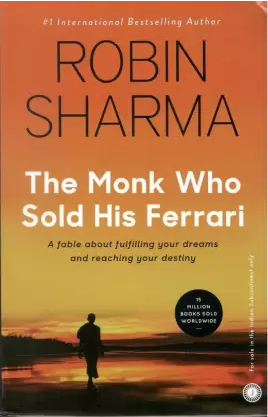 #1 International Bestselling Author
ROBIN
SHARMA
The Monk Who
Sold His Ferrari
A fable about fulfilling your dreams
and reaching your destiny
15
MILLION
BOOKS SOLD
WORLDWIDE
For sale in the Indian Subcontinent only